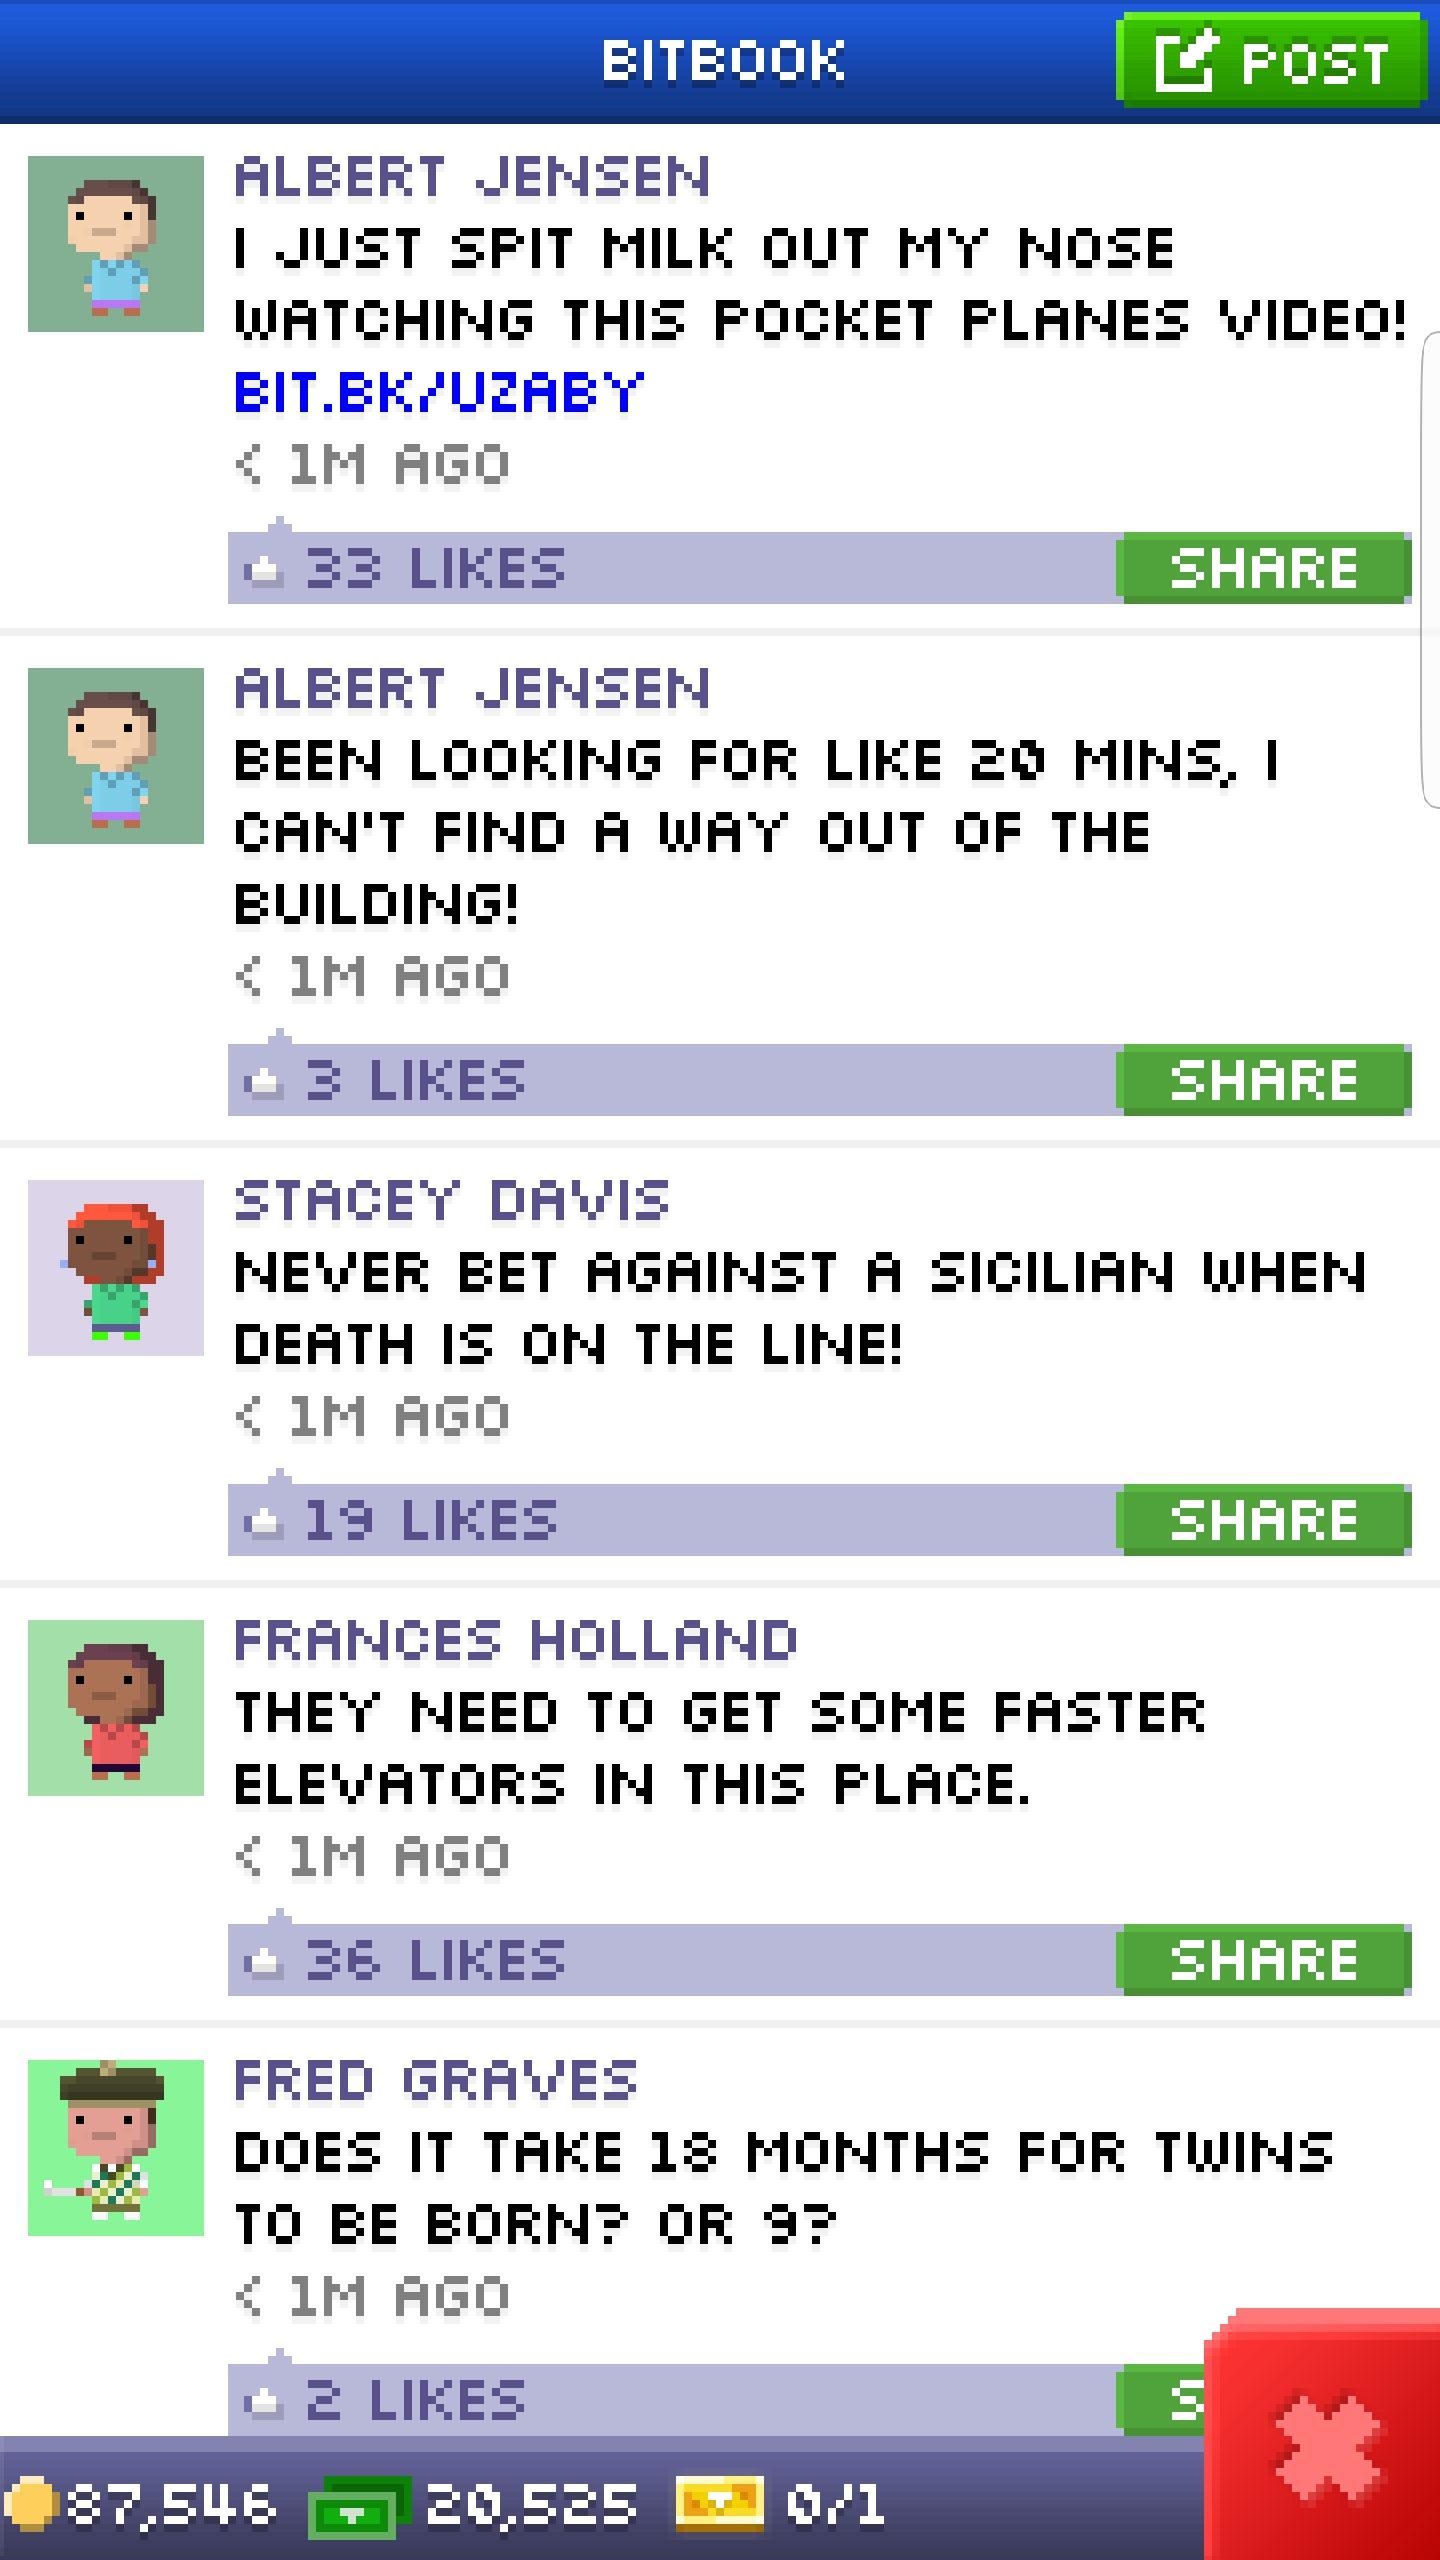 BITBOOK
POST
ALBERT JENSEN
I JUST SPIT MILK OUT MY NOSE
WATCHING THIS POCKET PLANES VIDEO!
BIT.BK/UZABY
< 1M AGO
33 LIKES
SHARE
ALBERT JENSEN
BEEN LOOKING FOR LIKE 20 MINS, I
CAN'T FIND A WAY OUT OF THE
BUILDING!
< 1M AGO
3 LIKES
SHARE
STACEY DAVIS
NEVER BET AGAINST A SICILIAN WHEN
DEATH IS ON THE LINE!
< 1M AGO
19 LIKES
SHARE
FRANCES HOLLAND
THEY NEED TO GET SOME FASTER
ELEVATORS IN THIS PLACE.
< 1M AGO
36 LIKES
SHARE
FRED GRAVES
DOES IT TAKE 18 MONTHS FOR TWINS
TO BE BORN? OR 9?
< 1M AGO
2 LIKES
S
87,546
20,525
0/1